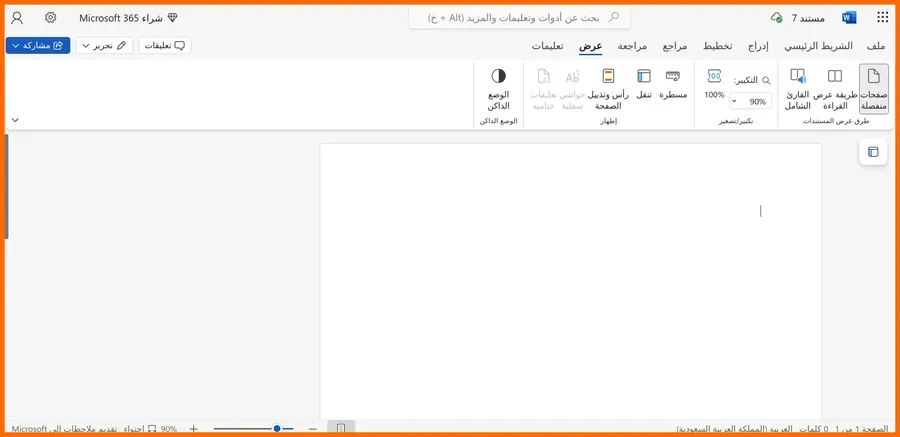 مستند 7
بحث عن أدوات وتعليمات والمزيد (Alt + خ)
شراء Microsoft 365
ملف
الشريط الرئيسي
إدراج
تخطيط
مراجع
مراجعة
عرض
تعليمات
تعليقات
تحرير
مشاركة
صفحات منفصلة
طريقة عرض القراءة
القارئ الشامل
طرق عرض المستندات
التكبير:
90%
100%
تكبير/تصغير
مسطرة
تنقل
رأس وتذييل الصفحة
حواشي سفلية
تعليقات ختامية
إظهار
الوضع الداكن
الوضع الداكن
الصفحة 1 من 1
0 كلمات
العربية (المملكة العربية السعودية)
90%
احتواء
تقديم ملاحظات إلى Microsoft